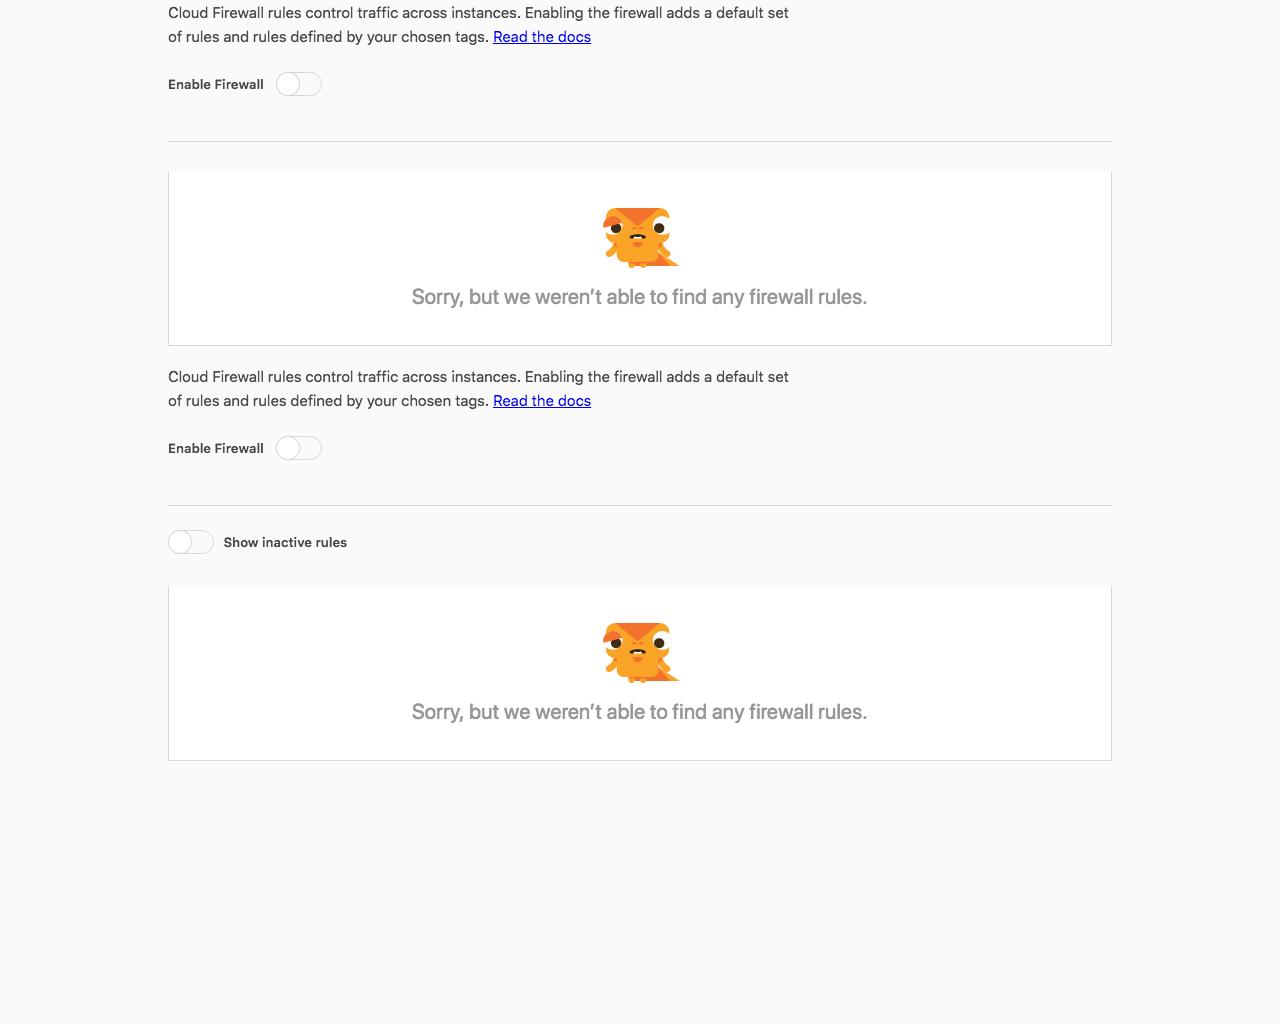 Cloud Firewall rules control traffic across instances. Enabling the firewall adds a default set
of rules and rules defined by your chosen tags. Read the docs
Enable Firewall
Sorry, but we weren’t able to find any firewall rules.
Cloud Firewall rules control traffic across instances. Enabling the firewall adds a default set
of rules and rules defined by your chosen tags. Read the docs
Enable Firewall
Show inactive rules
Sorry, but we weren’t able to find any firewall rules.